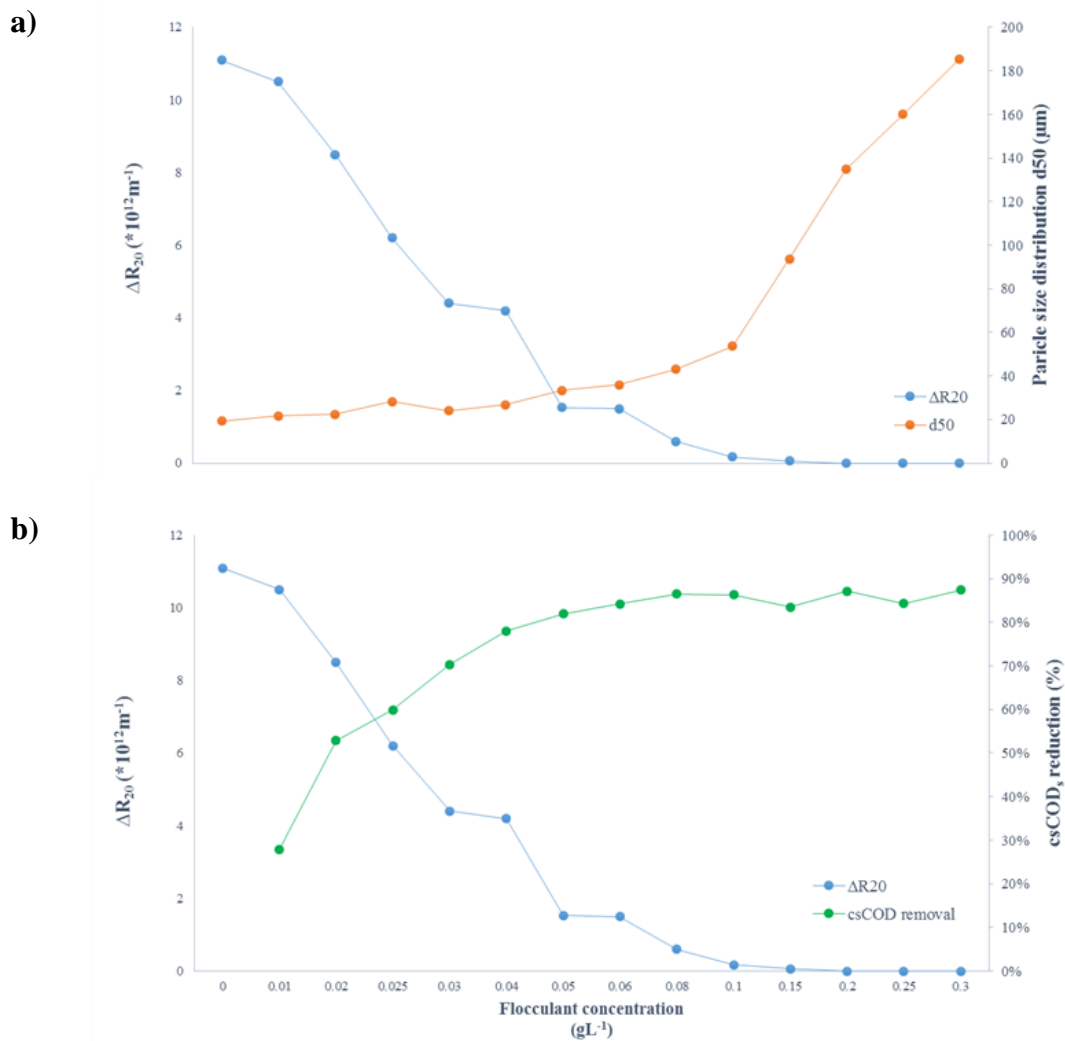 a)
12
10
8
6
4
2
0
ΔR₂₀ (*10¹²m⁻¹)
200
180
160
140
120
100
80
60
40
20
0
Paricle size distribution d50 (µm)
ΔR20
d50
b)
12
10
8
6
4
2
0
ΔR₂₀ (*10¹²m⁻¹)
100%
90%
80%
70%
60%
50%
40%
30%
20%
10%
0%
csCODₛ reduction (%)
ΔR20
csCOD removal
0 0.01 0.02 0.025 0.03 0.04 0.05 0.06 0.08 0.1 0.15 0.2 0.25 0.3
Flocculant concentration
(gL⁻¹)